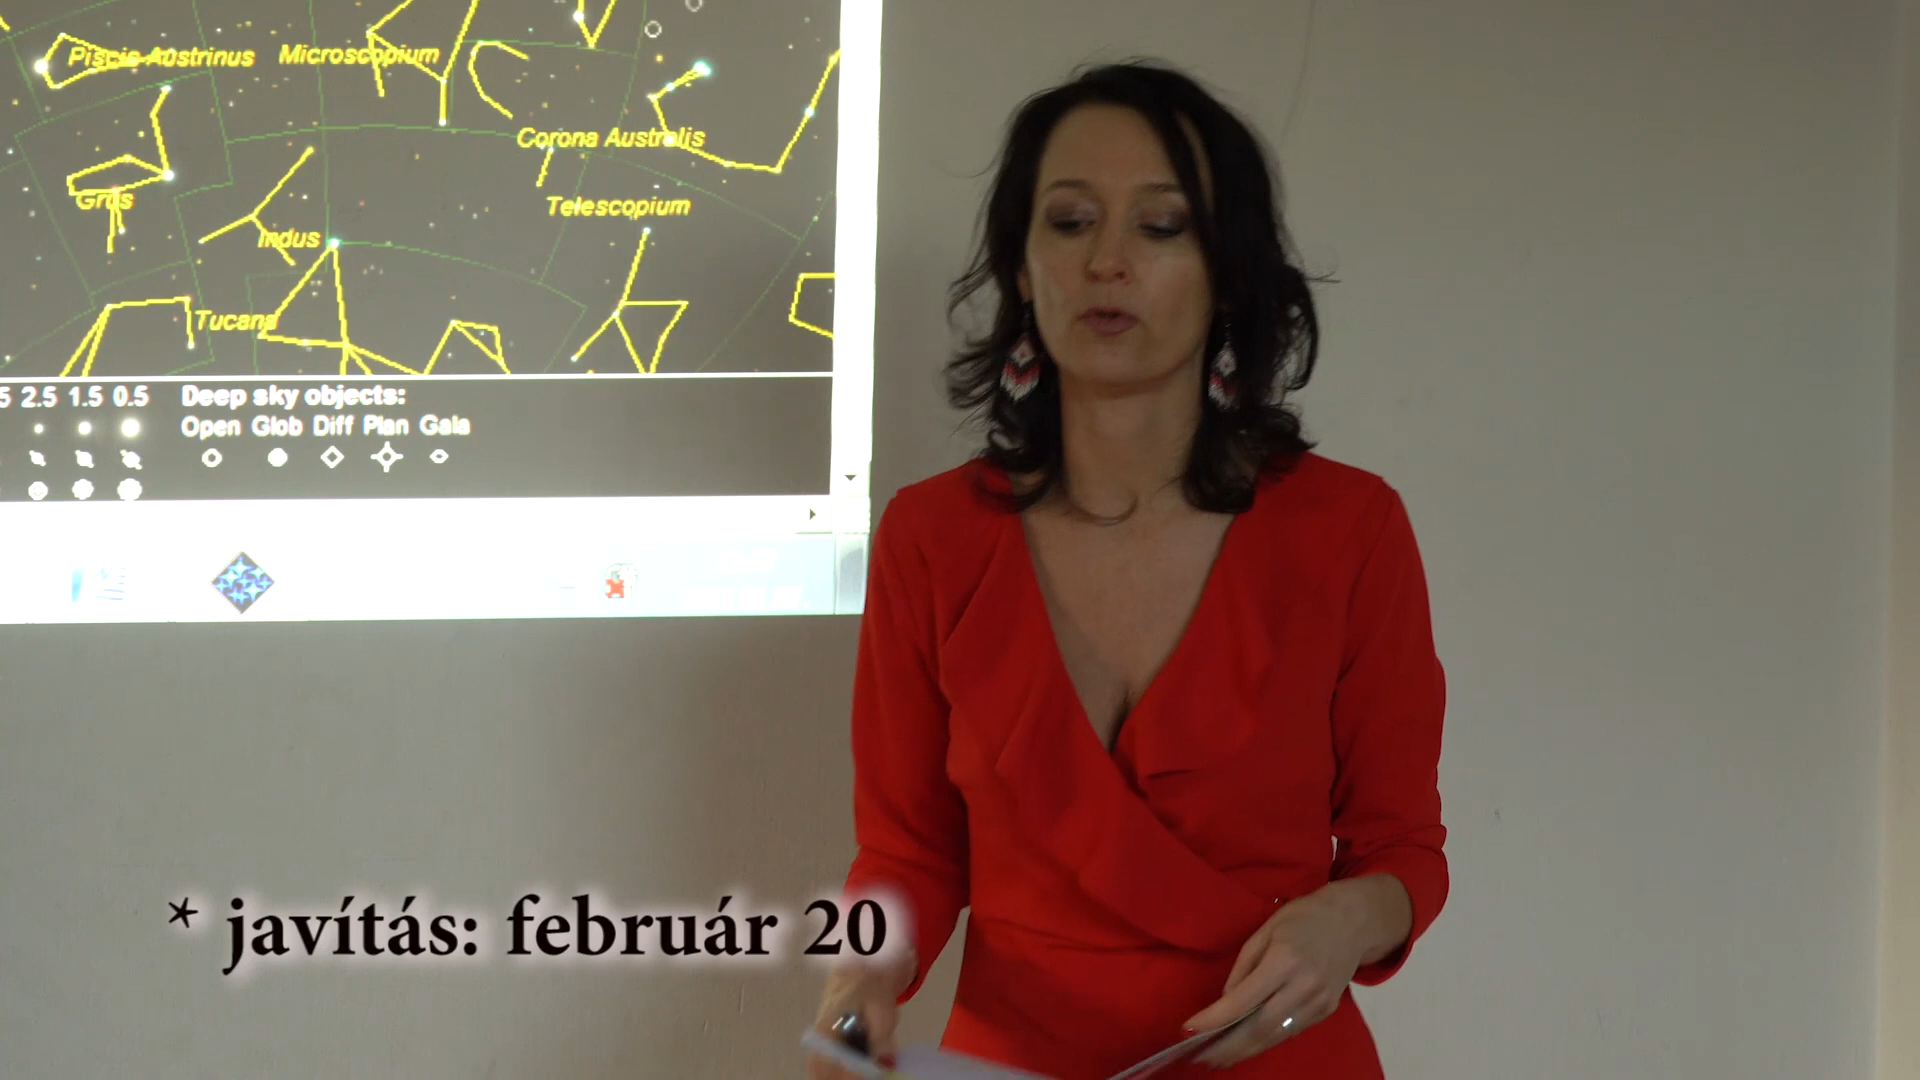 Piscis Austrinus Microscopium
Corona Australis
Grus
Telescopium
Indus
Tucana
5 2.5 1.5 0.5 Deep sky objects:
Open Glob Diff Plan Gala
* javítás: február 20